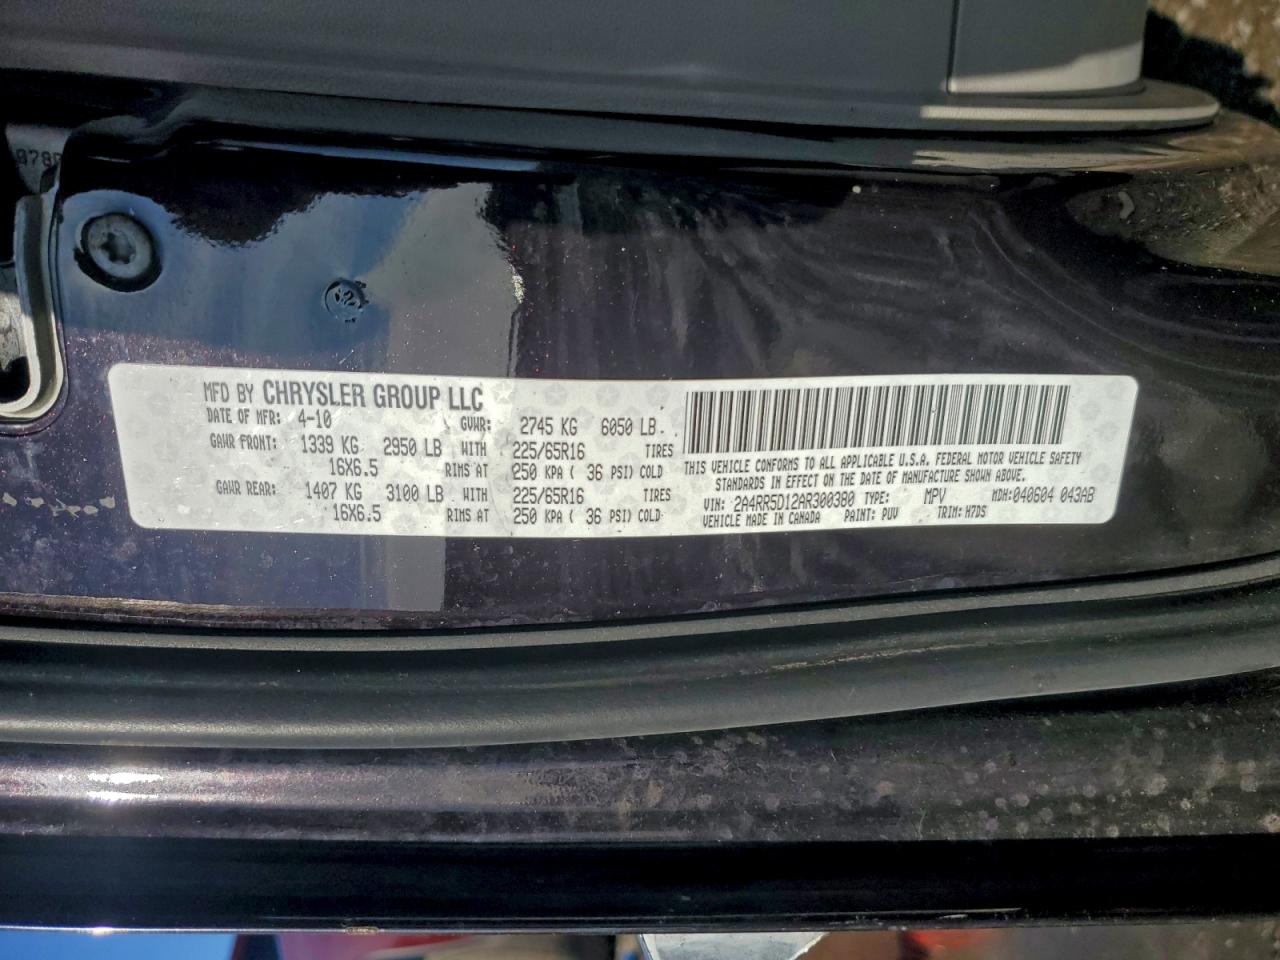 0780
MFD BY CHRYSLER GROUP LLC
DATE OF MFR: 4-10 GVWR: 2745 KG 6050 LB.
GAWR FRONT: 1339 KG 2950 LB WITH 225/65R16 TIRES
16X6.5 RIMS AT 250 KPA ( 36 PSI) COLD
GAWR REAR: 1407 KG 3100 LB WITH 225/65R16 TIRES
16X6.5 RIMS AT 250 KPA ( 36 PSI) COLD
THIS VEHICLE CONFORMS TO ALL APPLICABLE U.S.A. FEDERAL MOTOR VEHICLE SAFETY
STANDARDS IN EFFECT ON THE DATE OF MANUFACTURE SHOWN ABOVE.
VIN: 2A4RR5D12AR300380 TYPE: MPV MDH: 040604 043AB
VEHICLE MADE IN CANADA PAINT: PUV TRIM: H7DS